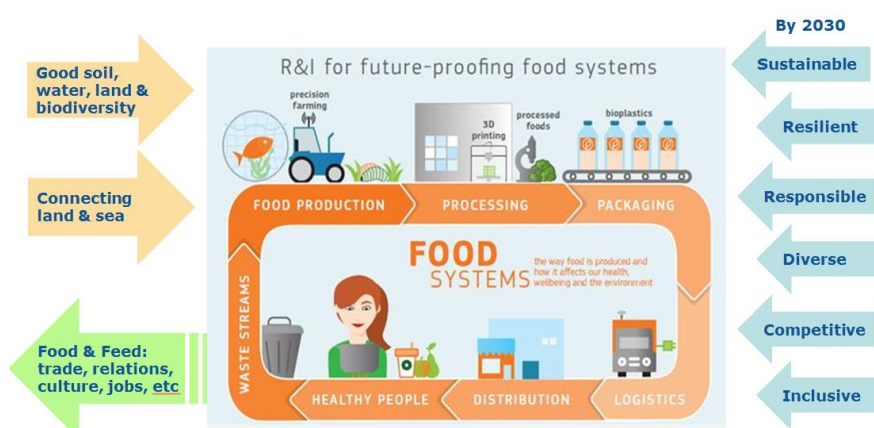 By 2030
Good soil,
water, land &
biodiversity
Connecting
land & sea
Food & Feed:
trade, relations,
culture, jobs, etc
R&I for future-proofing food systems
precision
farming
3D
printing
processed
foods
bioplastics
FOOD PRODUCTION
PROCESSING
PACKAGING
FOOD
SYSTEMS
the way food is produced and
how it affects our health,
wellbeing and the environment
WASTE STREAMS
HEALTHY PEOPLE
DISTRIBUTION
LOGISTICS
Sustainable
Resilient
Responsible
Diverse
Competitive
Inclusive